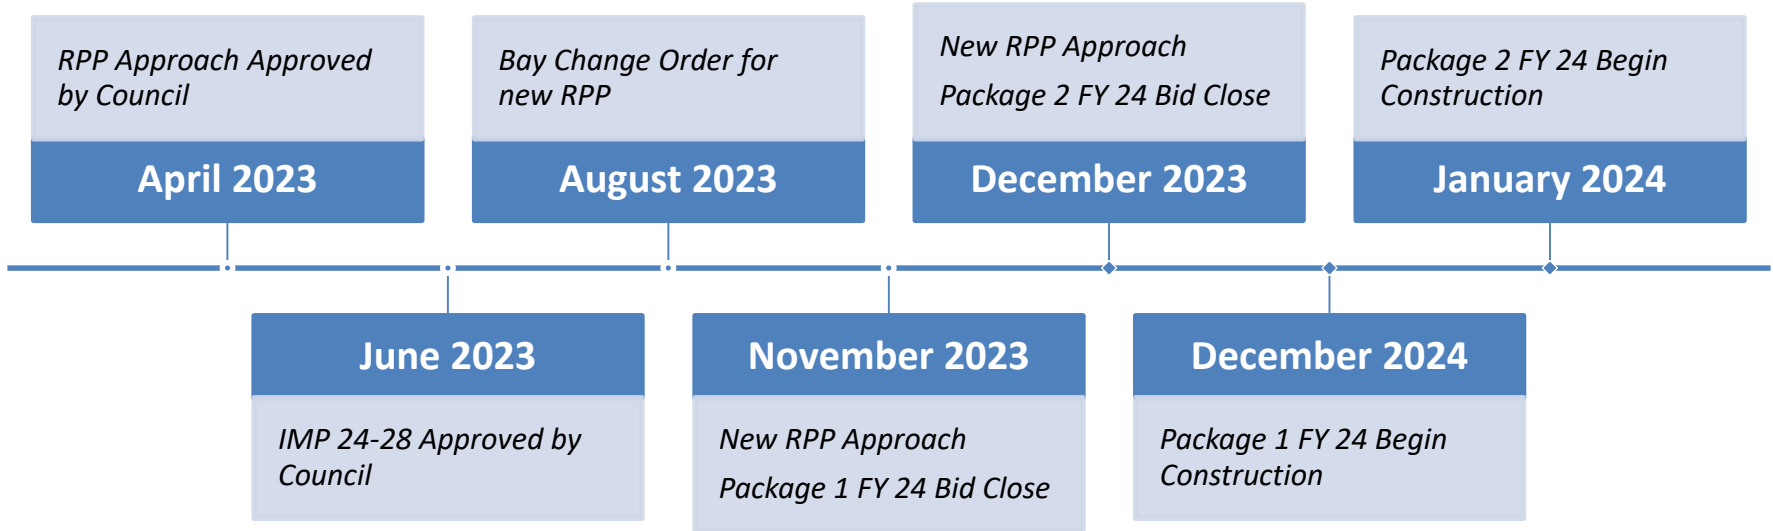 RPP Approach Approved
by Council
April 2023
Bay Change Order for
new RPP
August 2023
New RPP Approach
Package 2 FY 24 Bid Close
December 2023
Package 2 FY 24 Begin
Construction
January 2024
June 2023
IMP 24-28 Approved by
Council
November 2023
New RPP Approach
Package 1 FY 24 Bid Close
December 2024
Package 1 FY 24 Begin
Construction